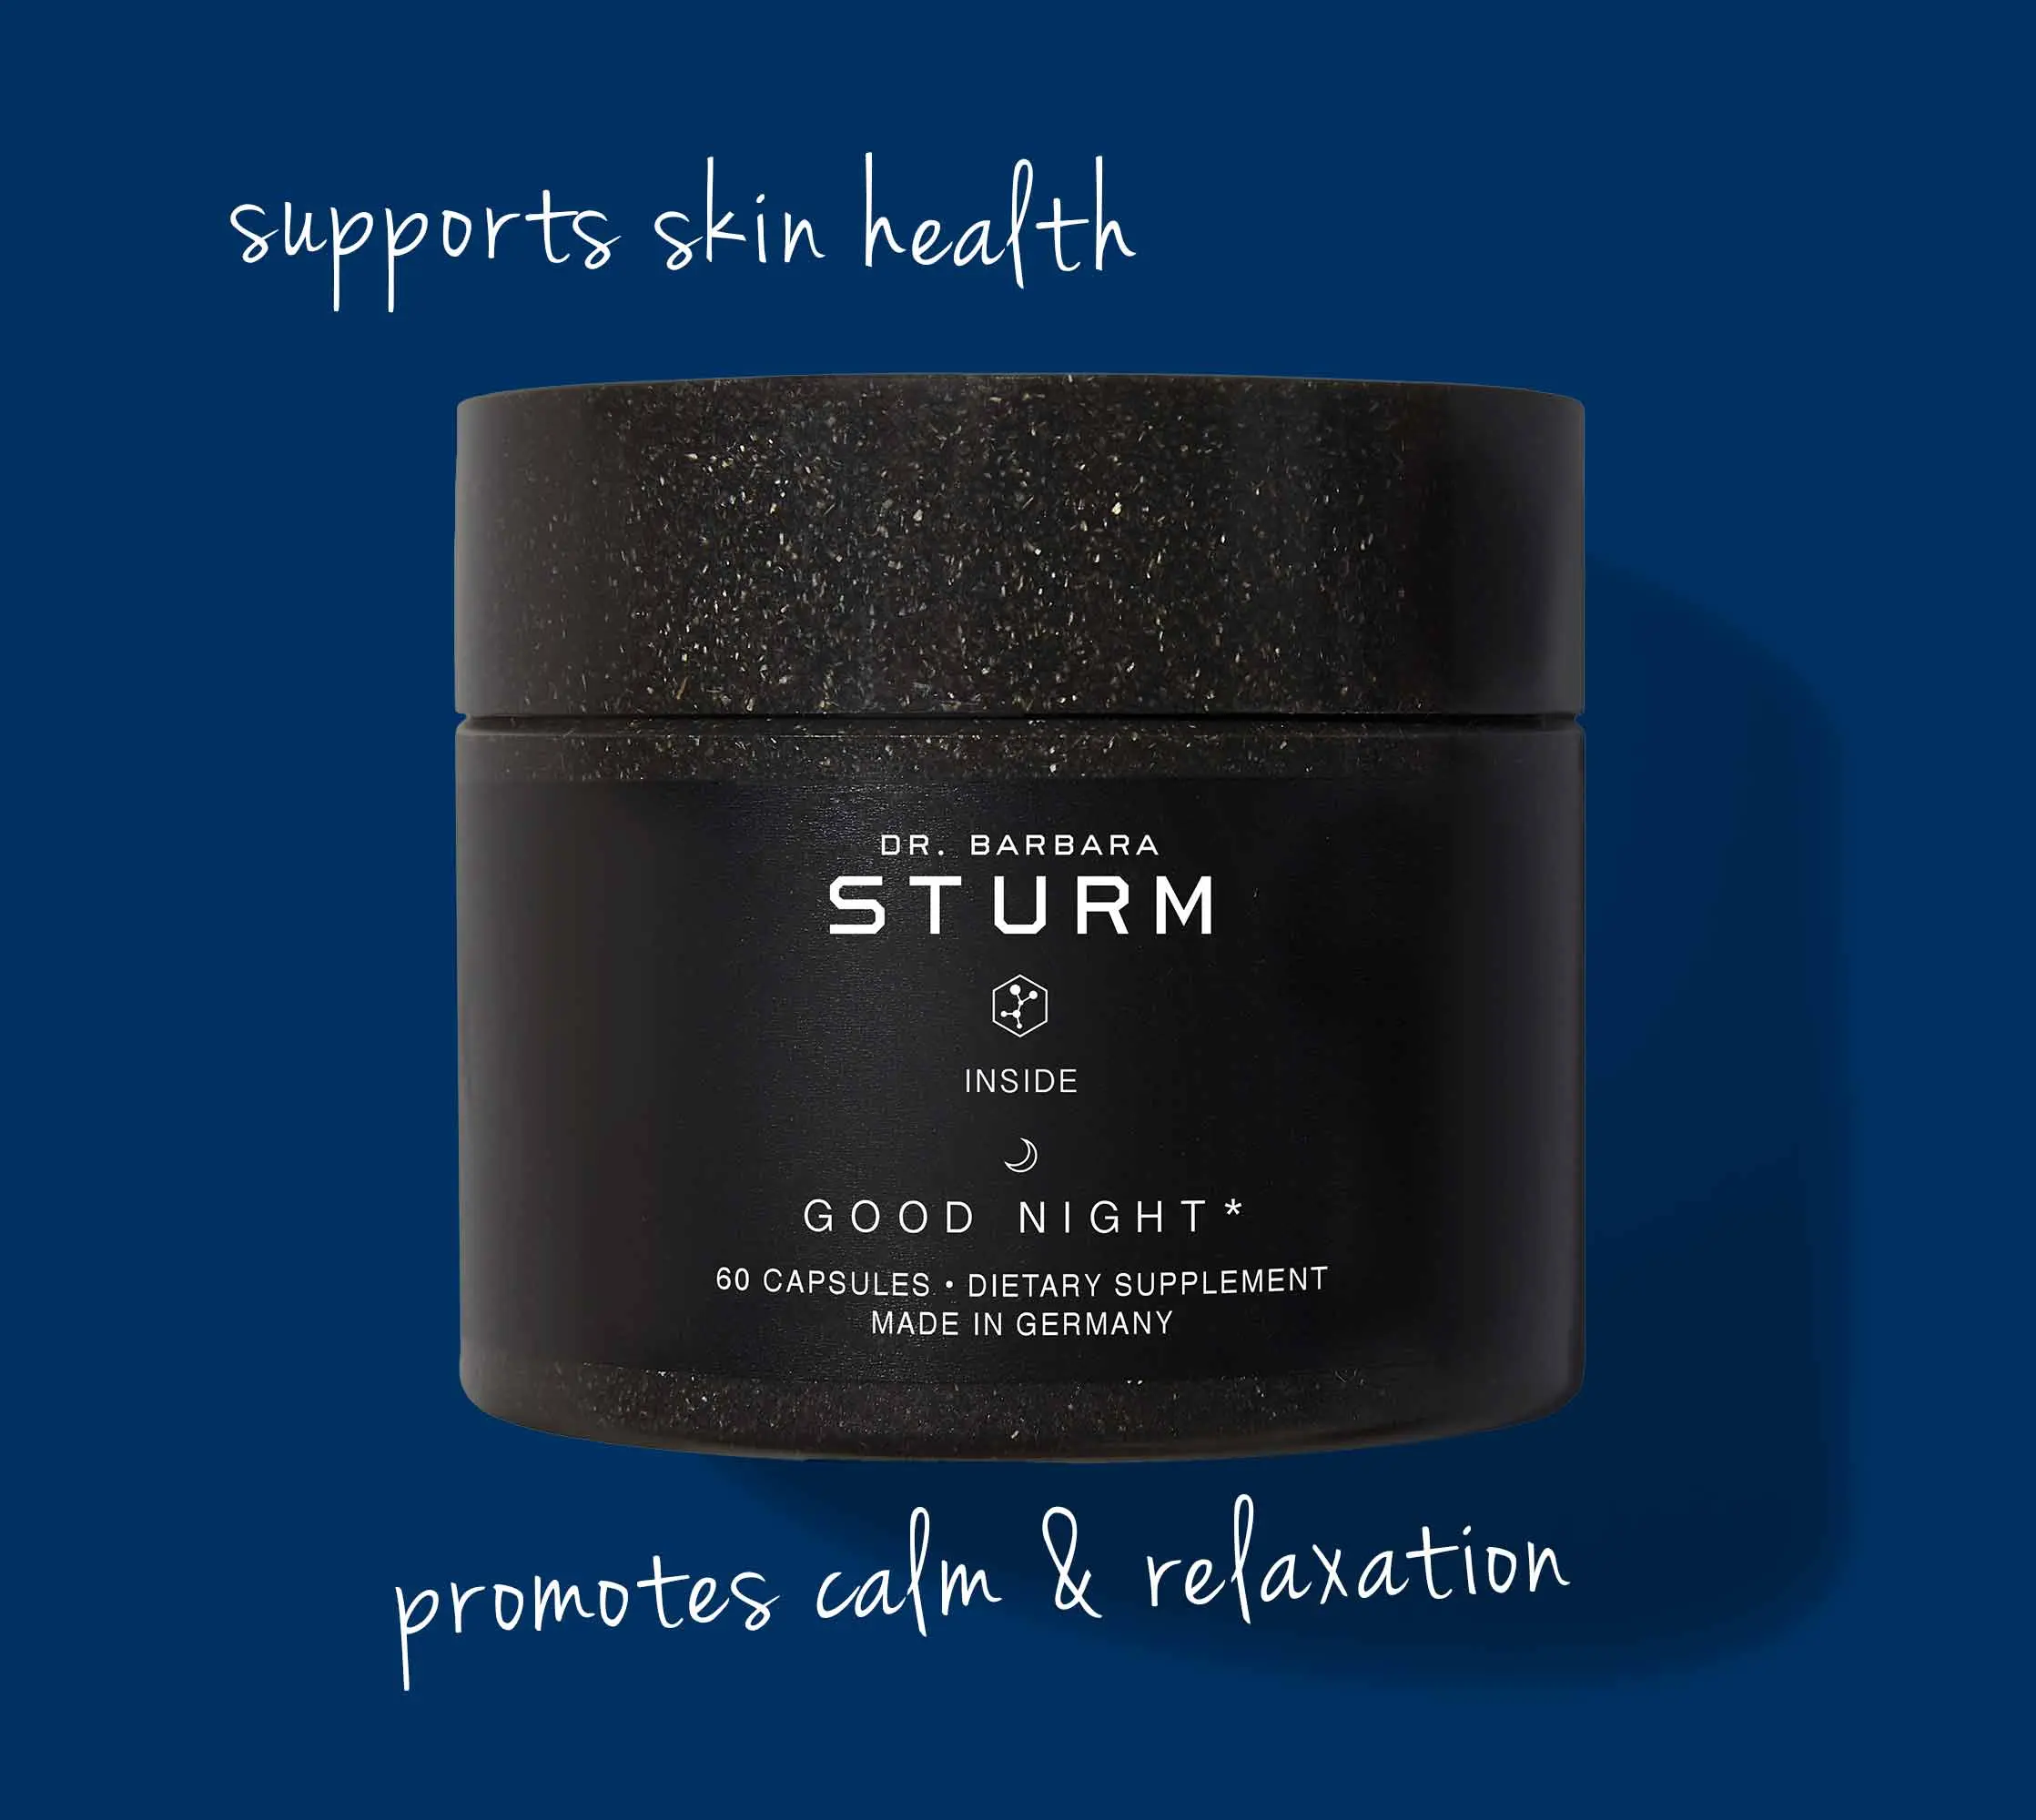 supports skin health
DR. BARBARA
STURM
INSIDE
GOOD NIGHT*
60 CAPSULES • DIETARY SUPPLEMENT
MADE IN GERMANY
promotes calm & relaxation